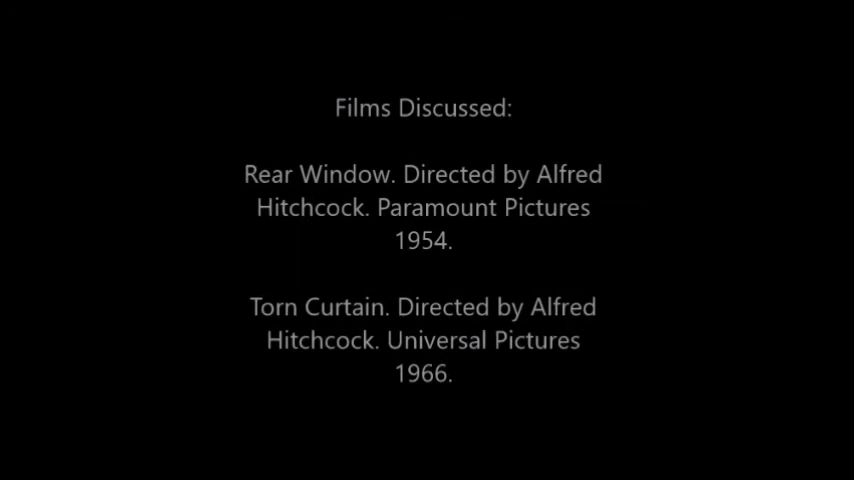 Films Discussed:
Rear Window. Directed by Alfred
Hitchcock. Paramount Pictures
1954.
Torn Curtain. Directed by Alfred
Hitchcock. Universal Pictures
1966.